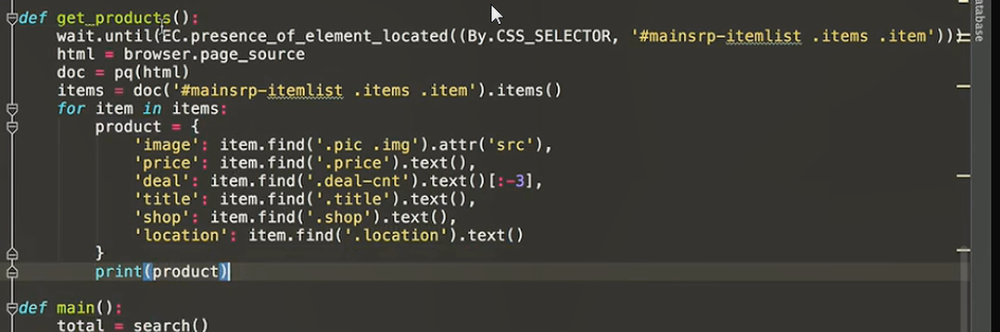 def get_products():
    wait.until(EC.presence_of_element_located((By.CSS_SELECTOR, '#mainsrp-itemlist .items .item')))
    html = browser.page_source
    doc = pq(html)
    items = doc('#mainsrp-itemlist .items .item').items()
    for item in items:
        product = {
            'image': item.find('.pic .img').attr('src'),
            'price': item.find('.price').text(),
            'deal': item.find('.deal-cnt').text()[:-3],
            'title': item.find('.title').text(),
            'shop': item.find('.shop').text(),
            'location': item.find('.location').text()
        }
        print(product)
def main():
    total = search()
atabase